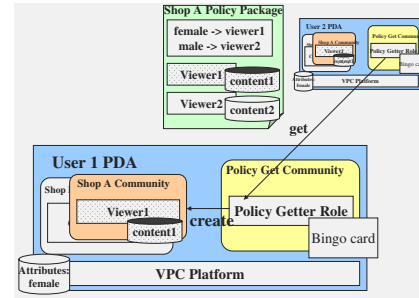 Shop A Policy Package
female -> viewer1
male -> viewer2
Viewer1
content1
Viewer2
content2
User 2 PDA
Shop A Community
Viewer2
content1
Policy Get Communit
Policy Getter Role
Bingo card
Attributes:
female
VPC Platform
get
User 1 PDA
Shop
Shop A Community
Viewer1
content1
create
Policy Get Community
Policy Getter Role
Bingo card
Attributes:
female
VPC Platform